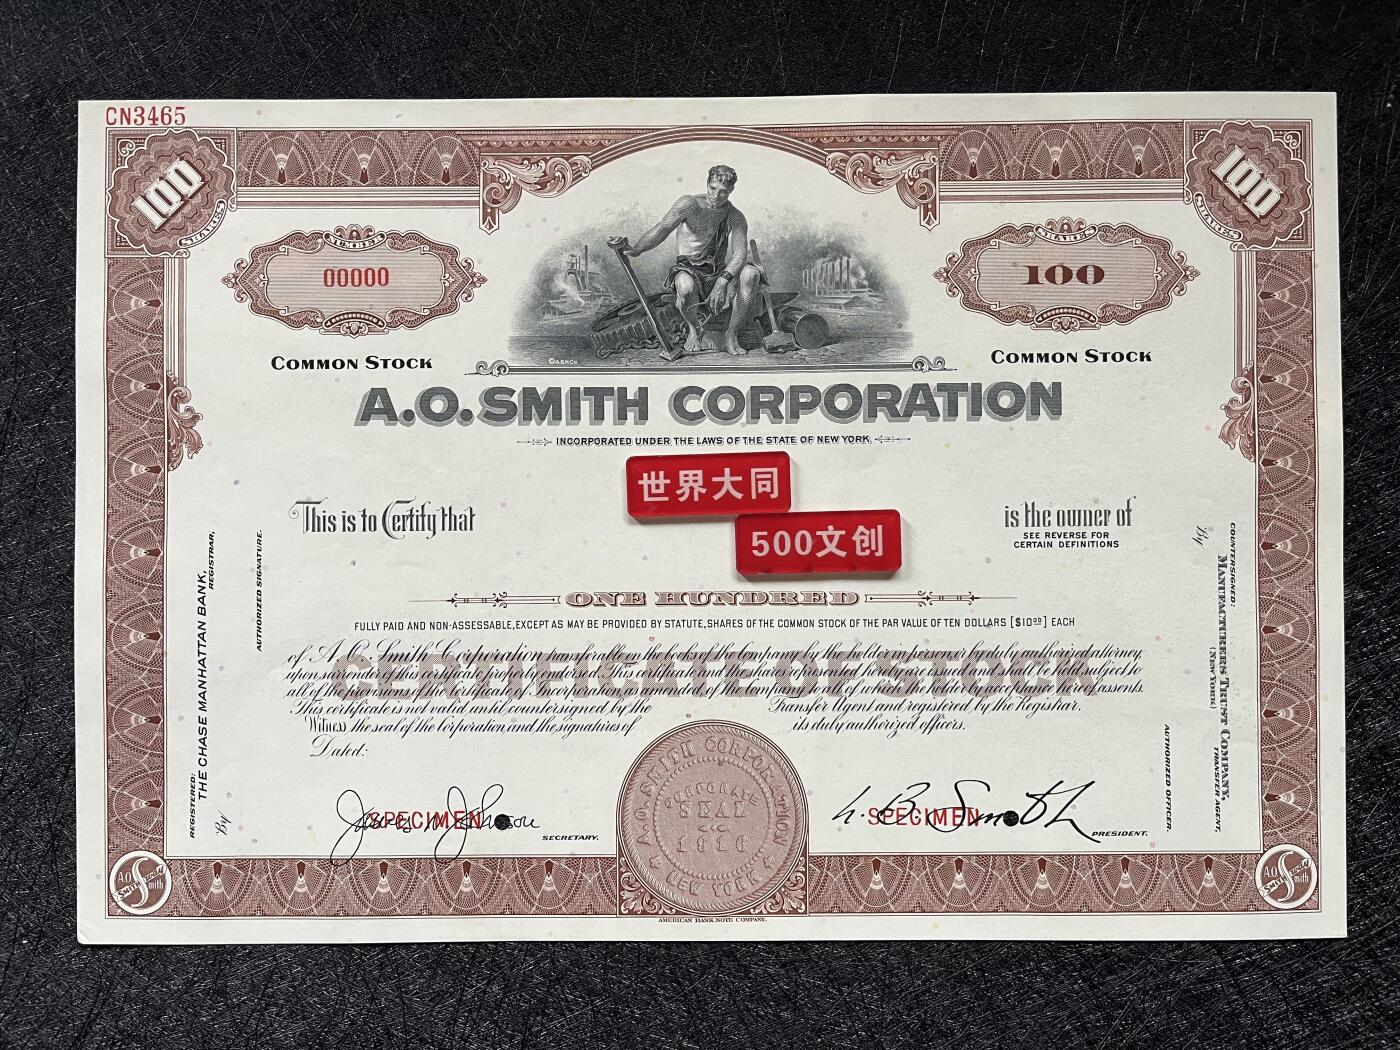 CN3465
100
SHARES
100
SHARES
NUMBER
00000
SHARES
100
©A.B.N.Co.
COMMON STOCK
COMMON STOCK
A.O.SMITH CORPORATION
INCORPORATED UNDER THE LAWS OF THE STATE OF NEW YORK
世界大同
500文创
This is to Certify that
is the owner of
SEE REVERSE FOR
CERTAIN DEFINITIONS
ONE HUNDRED
FULLY PAID AND NON-ASSESSABLE, EXCEPT AS MAY BE PROVIDED BY STATUTE, SHARES OF THE COMMON STOCK OF THE PAR VALUE OF TEN DOLLARS [$10 00] EACH
CERTIFICATE OF STOCK
of A. O. Smith Corporation transferable on the books of the Company by the holder in person or by duly authorized attorney,
upon surrender of this certificate properly endorsed. This certificate and the shares represented hereby are issued and shall be held subject to
all of the provisions of the Certificate of Incorporation, as amended, of the Company, to all of which the holder by acceptance hereof assents.
This certificate is not valid until countersigned by the Transfer Agent and registered by the Registrar.
Witness the seal of the Corporation and the signatures of its duly authorized officers.
Dated:
SPECIMEN
SECRETARY.
A. O. SMITH CORPORATION
CORPORATE
SEAL
1916
NEW YORK
L. B. Smith
SPECIMEN
PRESIDENT.
REGISTERED:
THE CHASE MANHATTAN BANK,
REGISTRAR,
By
AUTHORIZED SIGNATURE.
COUNTERSIGNED:
MANUFACTURERS TRUST COMPANY,
(NEW YORK)
TRANSFER AGENT,
By
AUTHORIZED OFFICER.
A.O. Smith
A.O. Smith
AMERICAN BANK NOTE COMPANY.